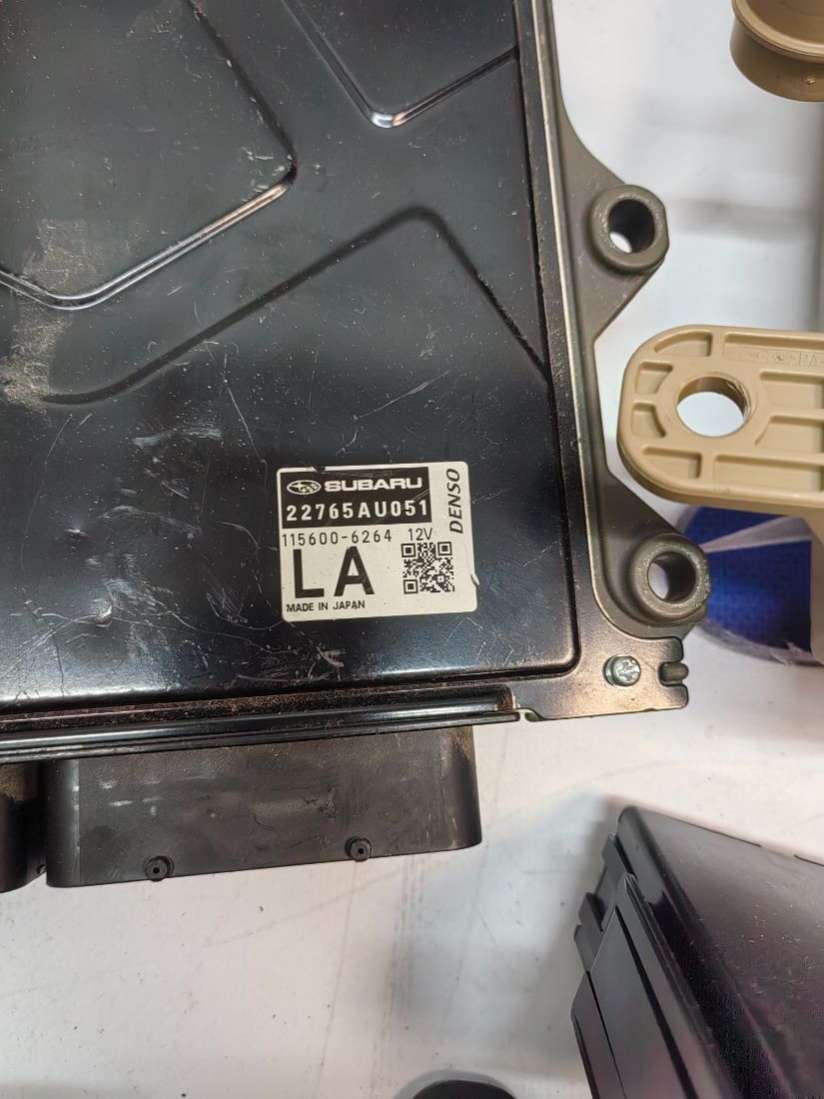 SUBARU
22765AU051
DENSO
115600-6264 12V
LA
MADE IN JAPAN